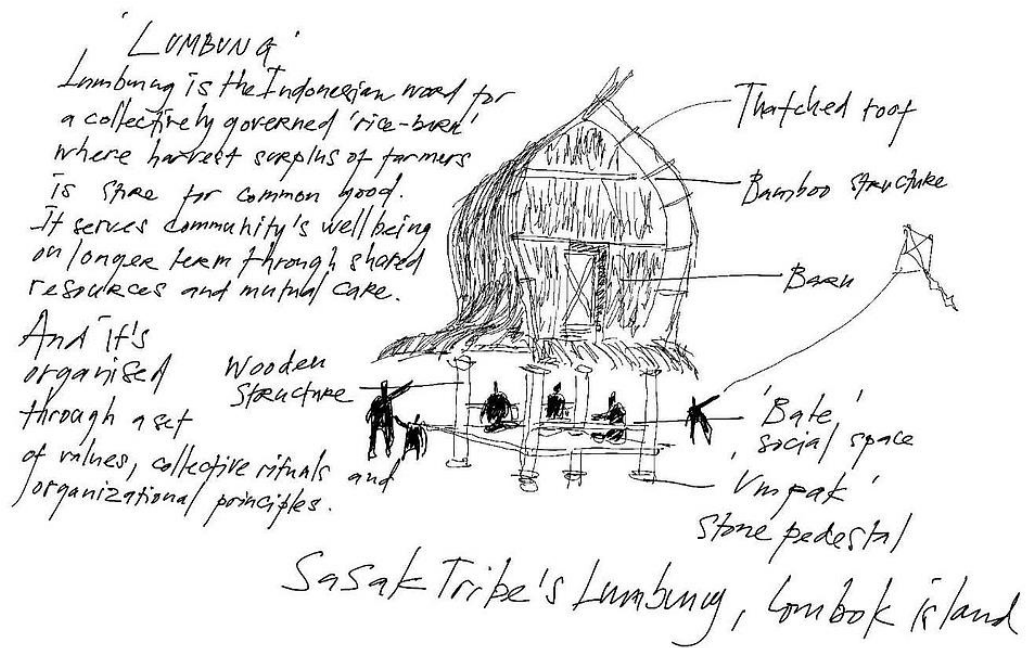 'LUMBUNG'
Lumbung is the Indonesian word for
a collectively governed 'rice-barn'
where harvest surplus of farmers
is store for common good.
It serves community's well being
on longer term through shared
resources and mutual care.
And it's
organised
through a set
of values, collective rituals and
organizational principles.
Thatched roof
Bamboo structure
Barn
Wooden
structure
'Bale',
social space
'Umpak'
stone pedestal
Sasak Tribe's Lumbung, Lombok island